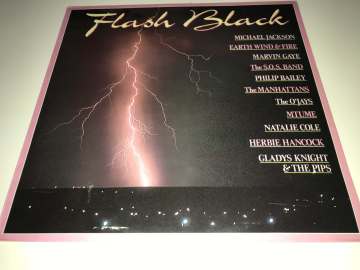 Flash Black
MICHAEL JACKSON
EARTH WIND & FIRE
MARVIN GAYE
The S.O.S. BAND
PHILIP BAILEY
The MANHATTANS
The O'JAYS
MTUME
NATALIE COLE
HERBIE HANCOCK
GLADYS KNIGHT
& THE PIPS